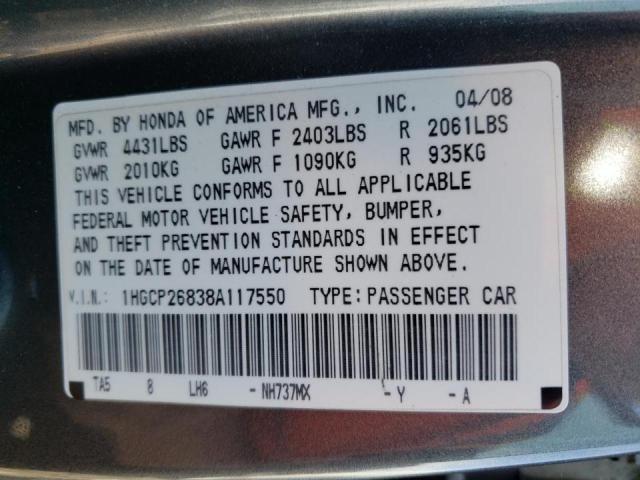 MFD. BY HONDA OF AMERICA MFG., INC. 04/08
GVWR 4431LBS GAWR F 2403LBS R 2061LBS
GVWR 2010KG GAWR F 1090KG R 935KG
THIS VEHICLE CONFORMS TO ALL APPLICABLE
FEDERAL MOTOR VEHICLE SAFETY, BUMPER,
AND THEFT PREVENTION STANDARDS IN EFFECT
ON THE DATE OF MANUFACTURE SHOWN ABOVE.
V.I.N.: 1HGCP26838A117550 TYPE: PASSENGER CAR
TA5 0 LH6 - NH737MX - Y - A